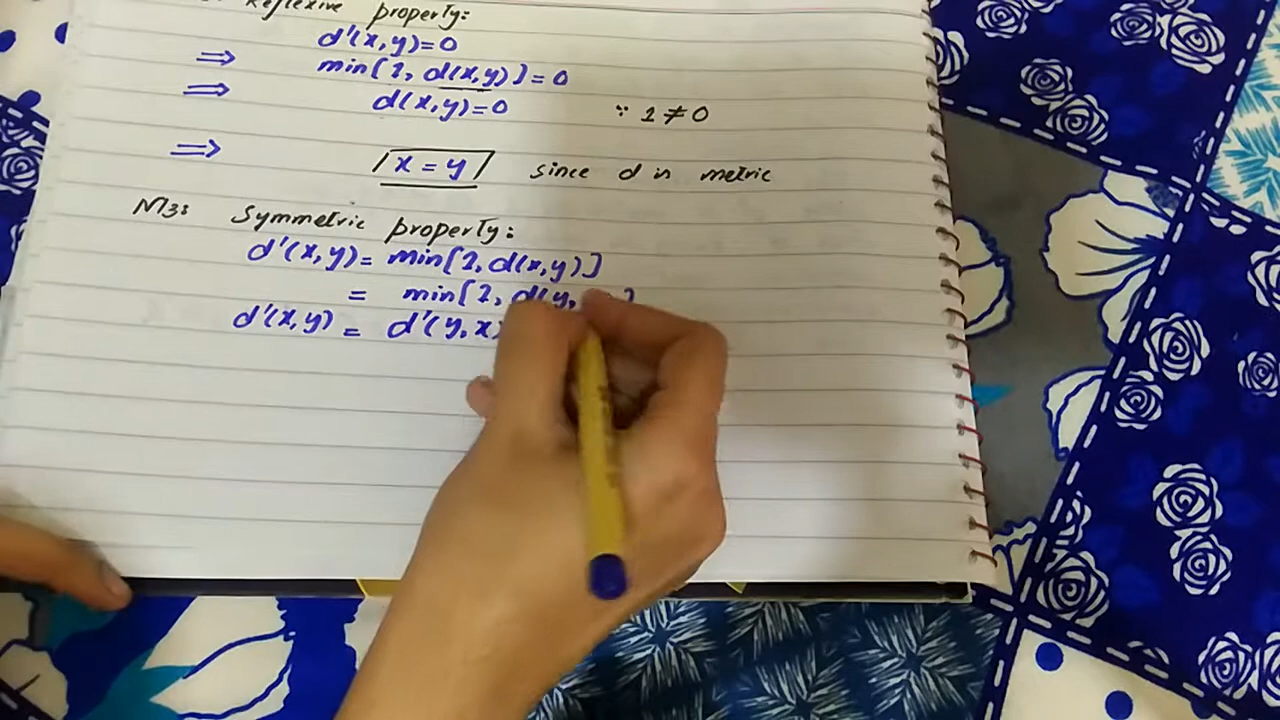 Reflexive property:
d'(x,y)=0
⇒ min[1, d(x,y)]=0
⇒ d(x,y)=0 ∵ 1≠0
⇒ x = y since d is metric
M3: Symmetric property:
d'(x,y)= min[1,d(x,y)]
= min[1, d(y,
d'(x,y) = d'(y,x)